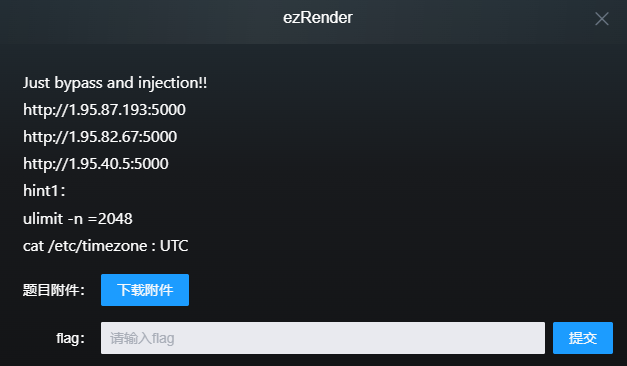 ezRender
Just bypass and injection!!
http://1.95.87.193:5000
http://1.95.82.67:5000
http://1.95.40.5:5000
hint1：
ulimit -n =2048
cat /etc/timezone : UTC
题目附件： 下载附件
flag： 请输入flag 提交